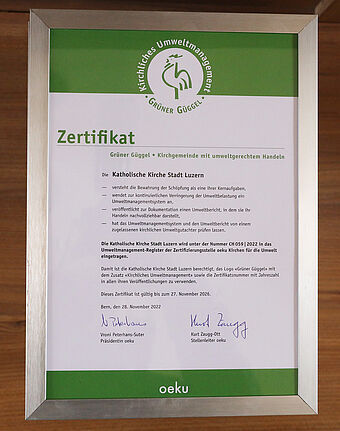 Kirchliches Umweltmanagement
· GRÜNER GÜGGEL ·
Zertifikat
Grüner Güggel • Kirchgemeinde mit umweltgerechtem Handeln
Die Katholische Kirche Stadt Luzern
— versteht die Bewahrung der Schöpfung als eine ihrer Kernaufgaben,
— wendet zur kontinuierlichen Verringerung der Umweltbelastung ein
Umweltmanagementsystem an,
— veröffentlicht zur Dokumentation einen Umweltbericht, in dem sie ihr
Handeln nachvollziehbar darstellt,
— hat das Umweltmanagementsystem und den Umweltbericht von einem
zugelassenen kirchlichen Umweltgutachter prüfen lassen.
Die Katholische Kirche Stadt Luzern wird unter der Nummer CH 059 | 2022 in das
Umweltmanagement-Register der Zertifizierungsstelle oeku Kirchen für die Umwelt
eingetragen.
Damit ist die Katholische Kirche Stadt Luzern berechtigt, das Logo «Grüner Güggel» mit
dem Zusatz «Kirchliches Umweltmanagement» sowie die Zertifikatsnummer mit Jahreszahl
in allen ihren Veröffentlichungen zu verwenden.
Dieses Zertifikat ist gültig bis zum 27. November 2026.
Bern, den 28. November 2022
Vroni Peterhans-Suter
Präsidentin oeku
Kurt Zaugg
Kurt Zaugg-Ott
Stellenleiter oeku
oeku